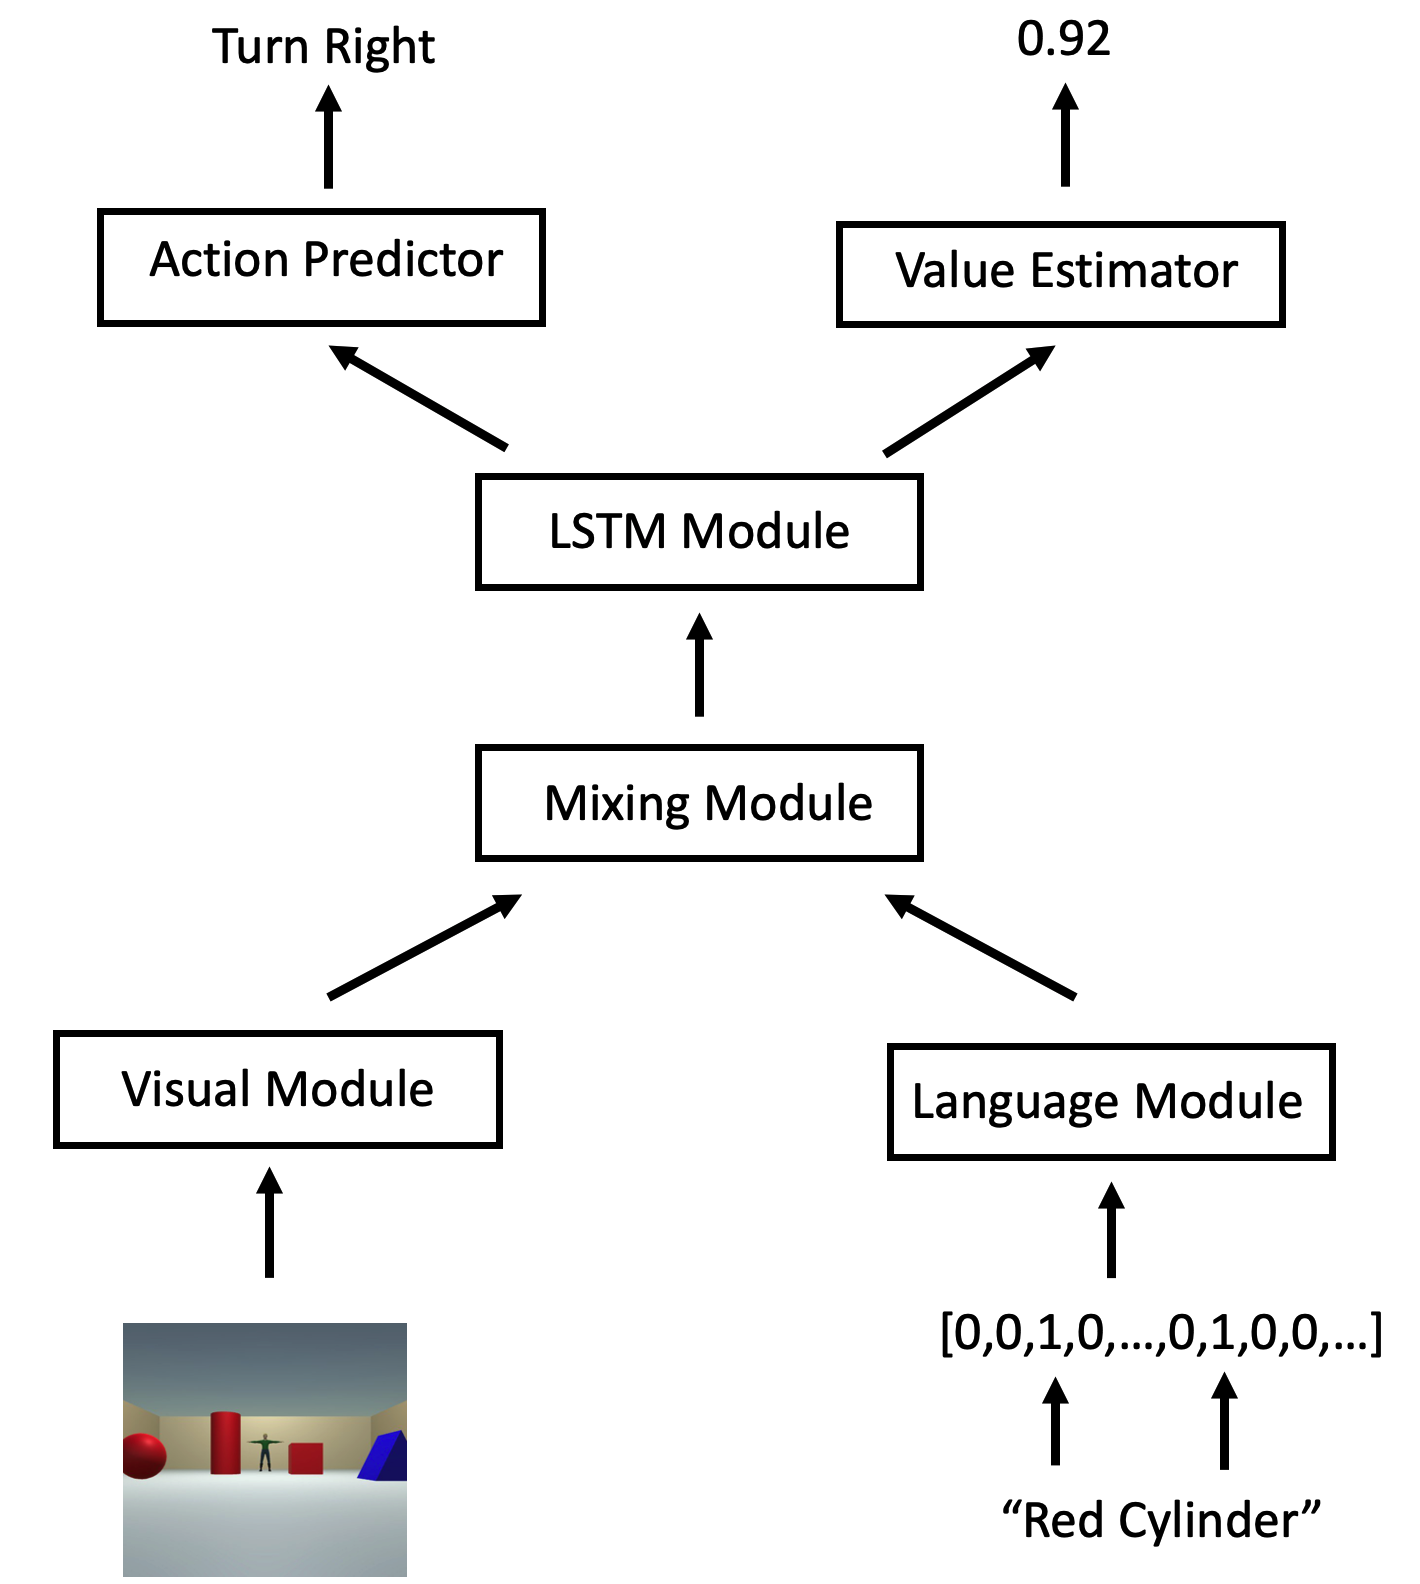 Turn Right
0.92
Action Predictor
Value Estimator
LSTM Module
Mixing Module
Visual Module
Language Module
[0,0,1,0,...,0,1,0,0,...]
“Red Cylinder”